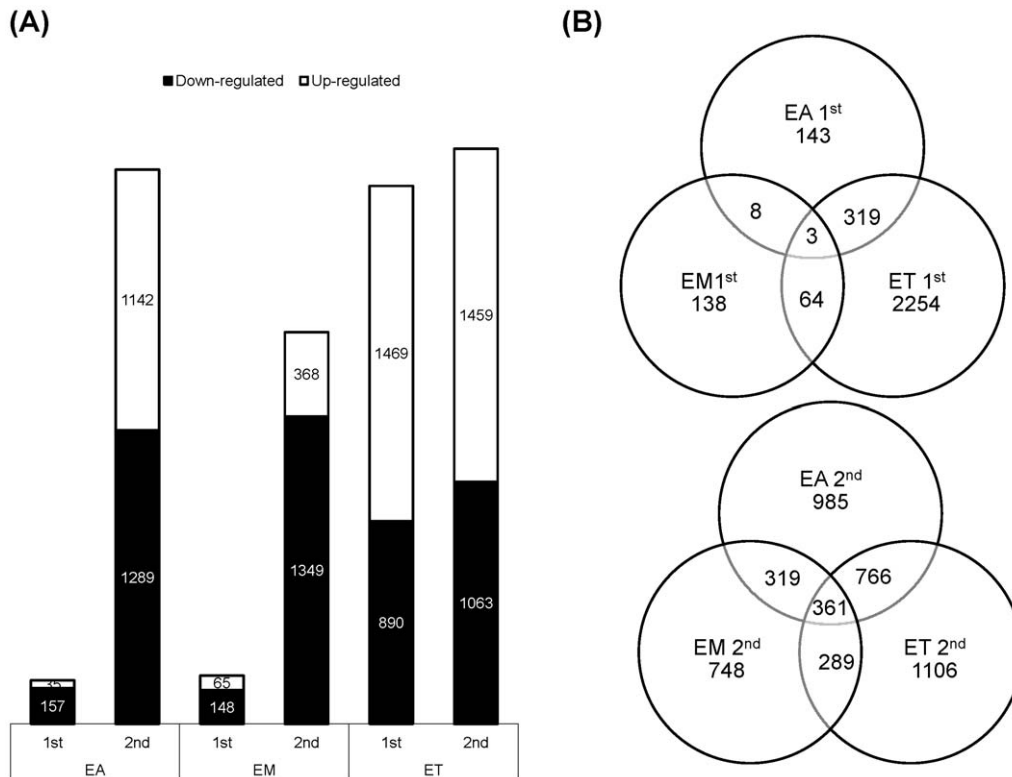 (A)
Down-regulated Up-regulated
1142
1289
35
157
368
1349
65
148
1469
890
1459
1063
1st 2nd 1st 2nd 1st 2nd
EA EM ET
(B)
EA 1st
143
8
3
319
EM1st
138
64
ET 1st
2254
EA 2nd
985
319
766
361
EM 2nd
748
289
ET 2nd
1106